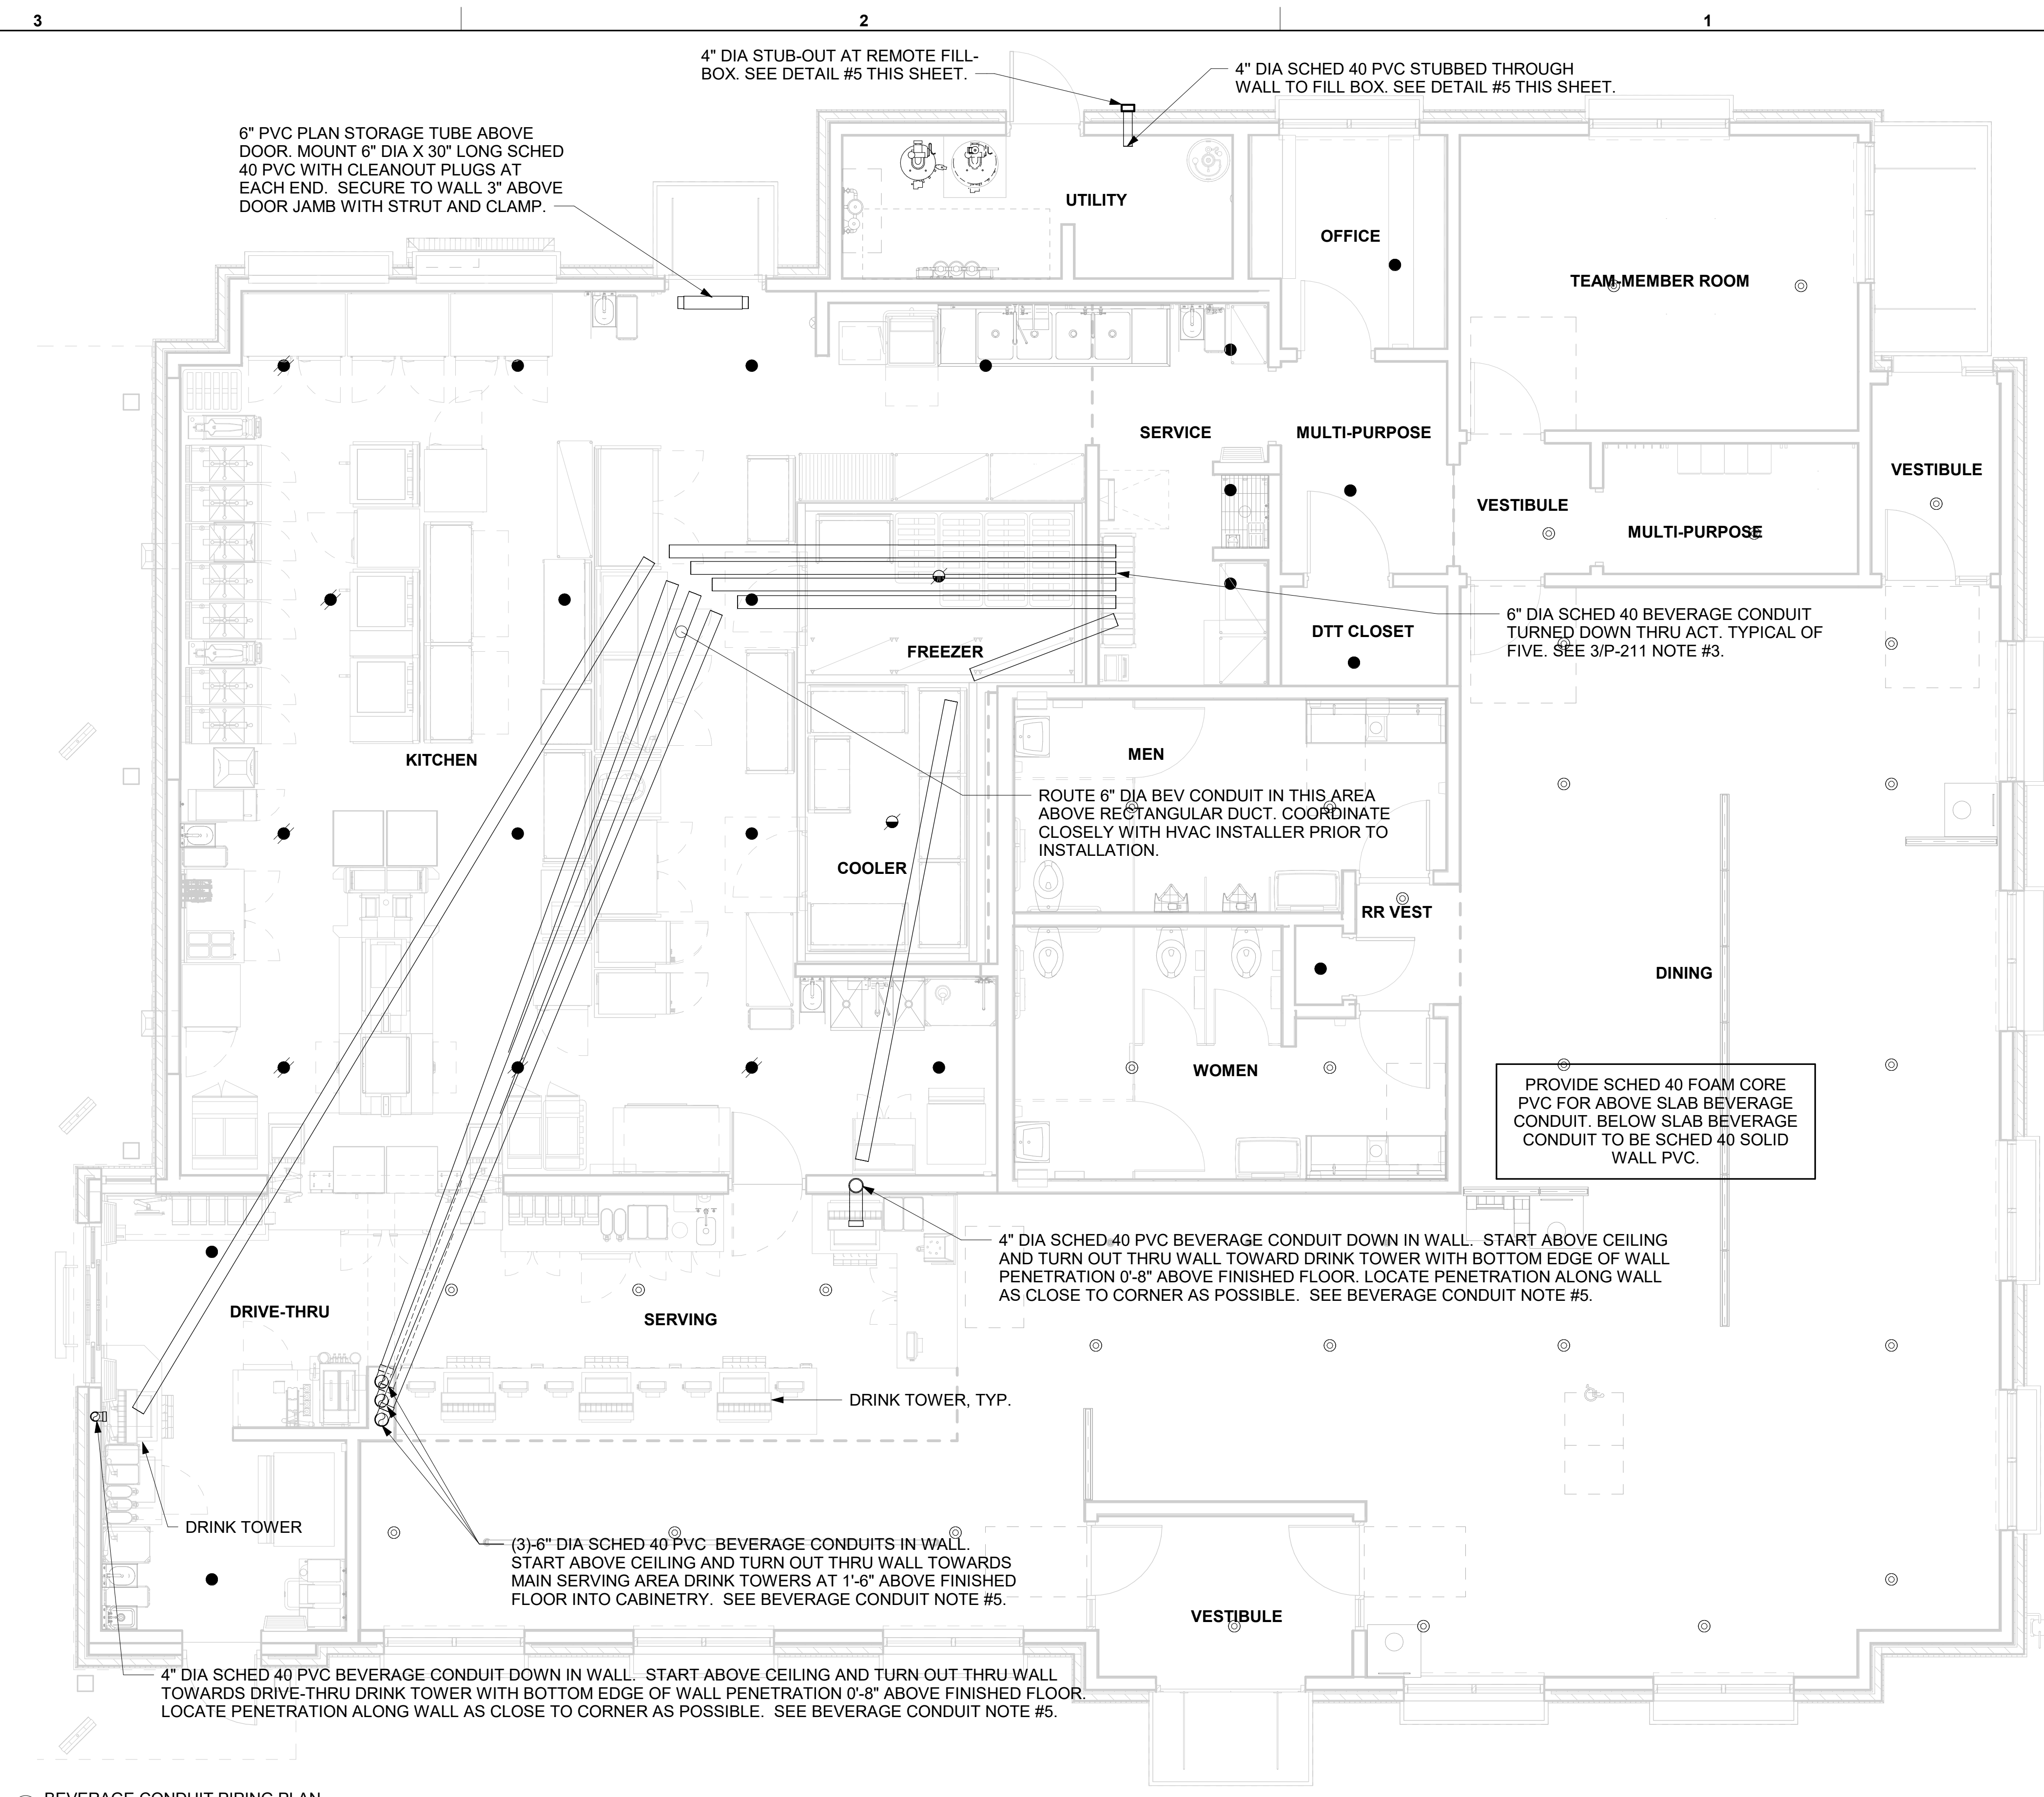 3
2
1
4" DIA STUB-OUT AT REMOTE FILL-
BOX. SEE DETAIL #5 THIS SHEET.
4" DIA SCHED 40 PVC STUBBED THROUGH
WALL TO FILL BOX. SEE DETAIL #5 THIS SHEET.
6" PVC PLAN STORAGE TUBE ABOVE
DOOR. MOUNT 6" DIA X 30" LONG SCHED
40 PVC WITH CLEANOUT PLUGS AT
EACH END. SECURE TO WALL 3" ABOVE
DOOR JAMB WITH STRUT AND CLAMP.
UTILITY
OFFICE
TEAM-MEMBER ROOM
SERVICE
MULTI-PURPOSE
VESTIBULE
VESTIBULE
MULTI-PURPOSE
6" DIA SCHED 40 BEVERAGE CONDUIT
TURNED DOWN THRU ACT. TYPICAL OF
FIVE. SEE 3/P-211 NOTE #3.
DTT CLOSET
FREEZER
KITCHEN
MEN
ROUTE 6" DIA BEV CONDUIT IN THIS AREA
ABOVE RECTANGULAR DUCT. COORDINATE
CLOSELY WITH HVAC INSTALLER PRIOR TO
INSTALLATION.
COOLER
RR VEST
DINING
WOMEN
PROVIDE SCHED 40 FOAM CORE
PVC FOR ABOVE SLAB BEVERAGE
CONDUIT. BELOW SLAB BEVERAGE
CONDUIT TO BE SCHED 40 SOLID
WALL PVC.
4" DIA SCHED 40 PVC BEVERAGE CONDUIT DOWN IN WALL. START ABOVE CEILING
AND TURN OUT THRU WALL TOWARD DRINK TOWER WITH BOTTOM EDGE OF WALL
PENETRATION 0'-8" ABOVE FINISHED FLOOR. LOCATE PENETRATION ALONG WALL
AS CLOSE TO CORNER AS POSSIBLE. SEE BEVERAGE CONDUIT NOTE #5.
DRIVE-THRU
SERVING
DRINK TOWER, TYP.
DRINK TOWER
(3)-6" DIA SCHED 40 PVC BEVERAGE CONDUITS IN WALL.
START ABOVE CEILING AND TURN OUT THRU WALL TOWARDS
MAIN SERVING AREA DRINK TOWERS AT 1'-6" ABOVE FINISHED
FLOOR INTO CABINETRY. SEE BEVERAGE CONDUIT NOTE #5.
VESTIBULE
4" DIA SCHED 40 PVC BEVERAGE CONDUIT DOWN IN WALL. START ABOVE CEILING AND TURN OUT THRU WALL
TOWARDS DRIVE-THRU DRINK TOWER WITH BOTTOM EDGE OF WALL PENETRATION 0'-8" ABOVE FINISHED FLOOR.
LOCATE PENETRATION ALONG WALL AS CLOSE TO CORNER AS POSSIBLE. SEE BEVERAGE CONDUIT NOTE #5.
BEVERAGE CONDUIT PIPING PLAN